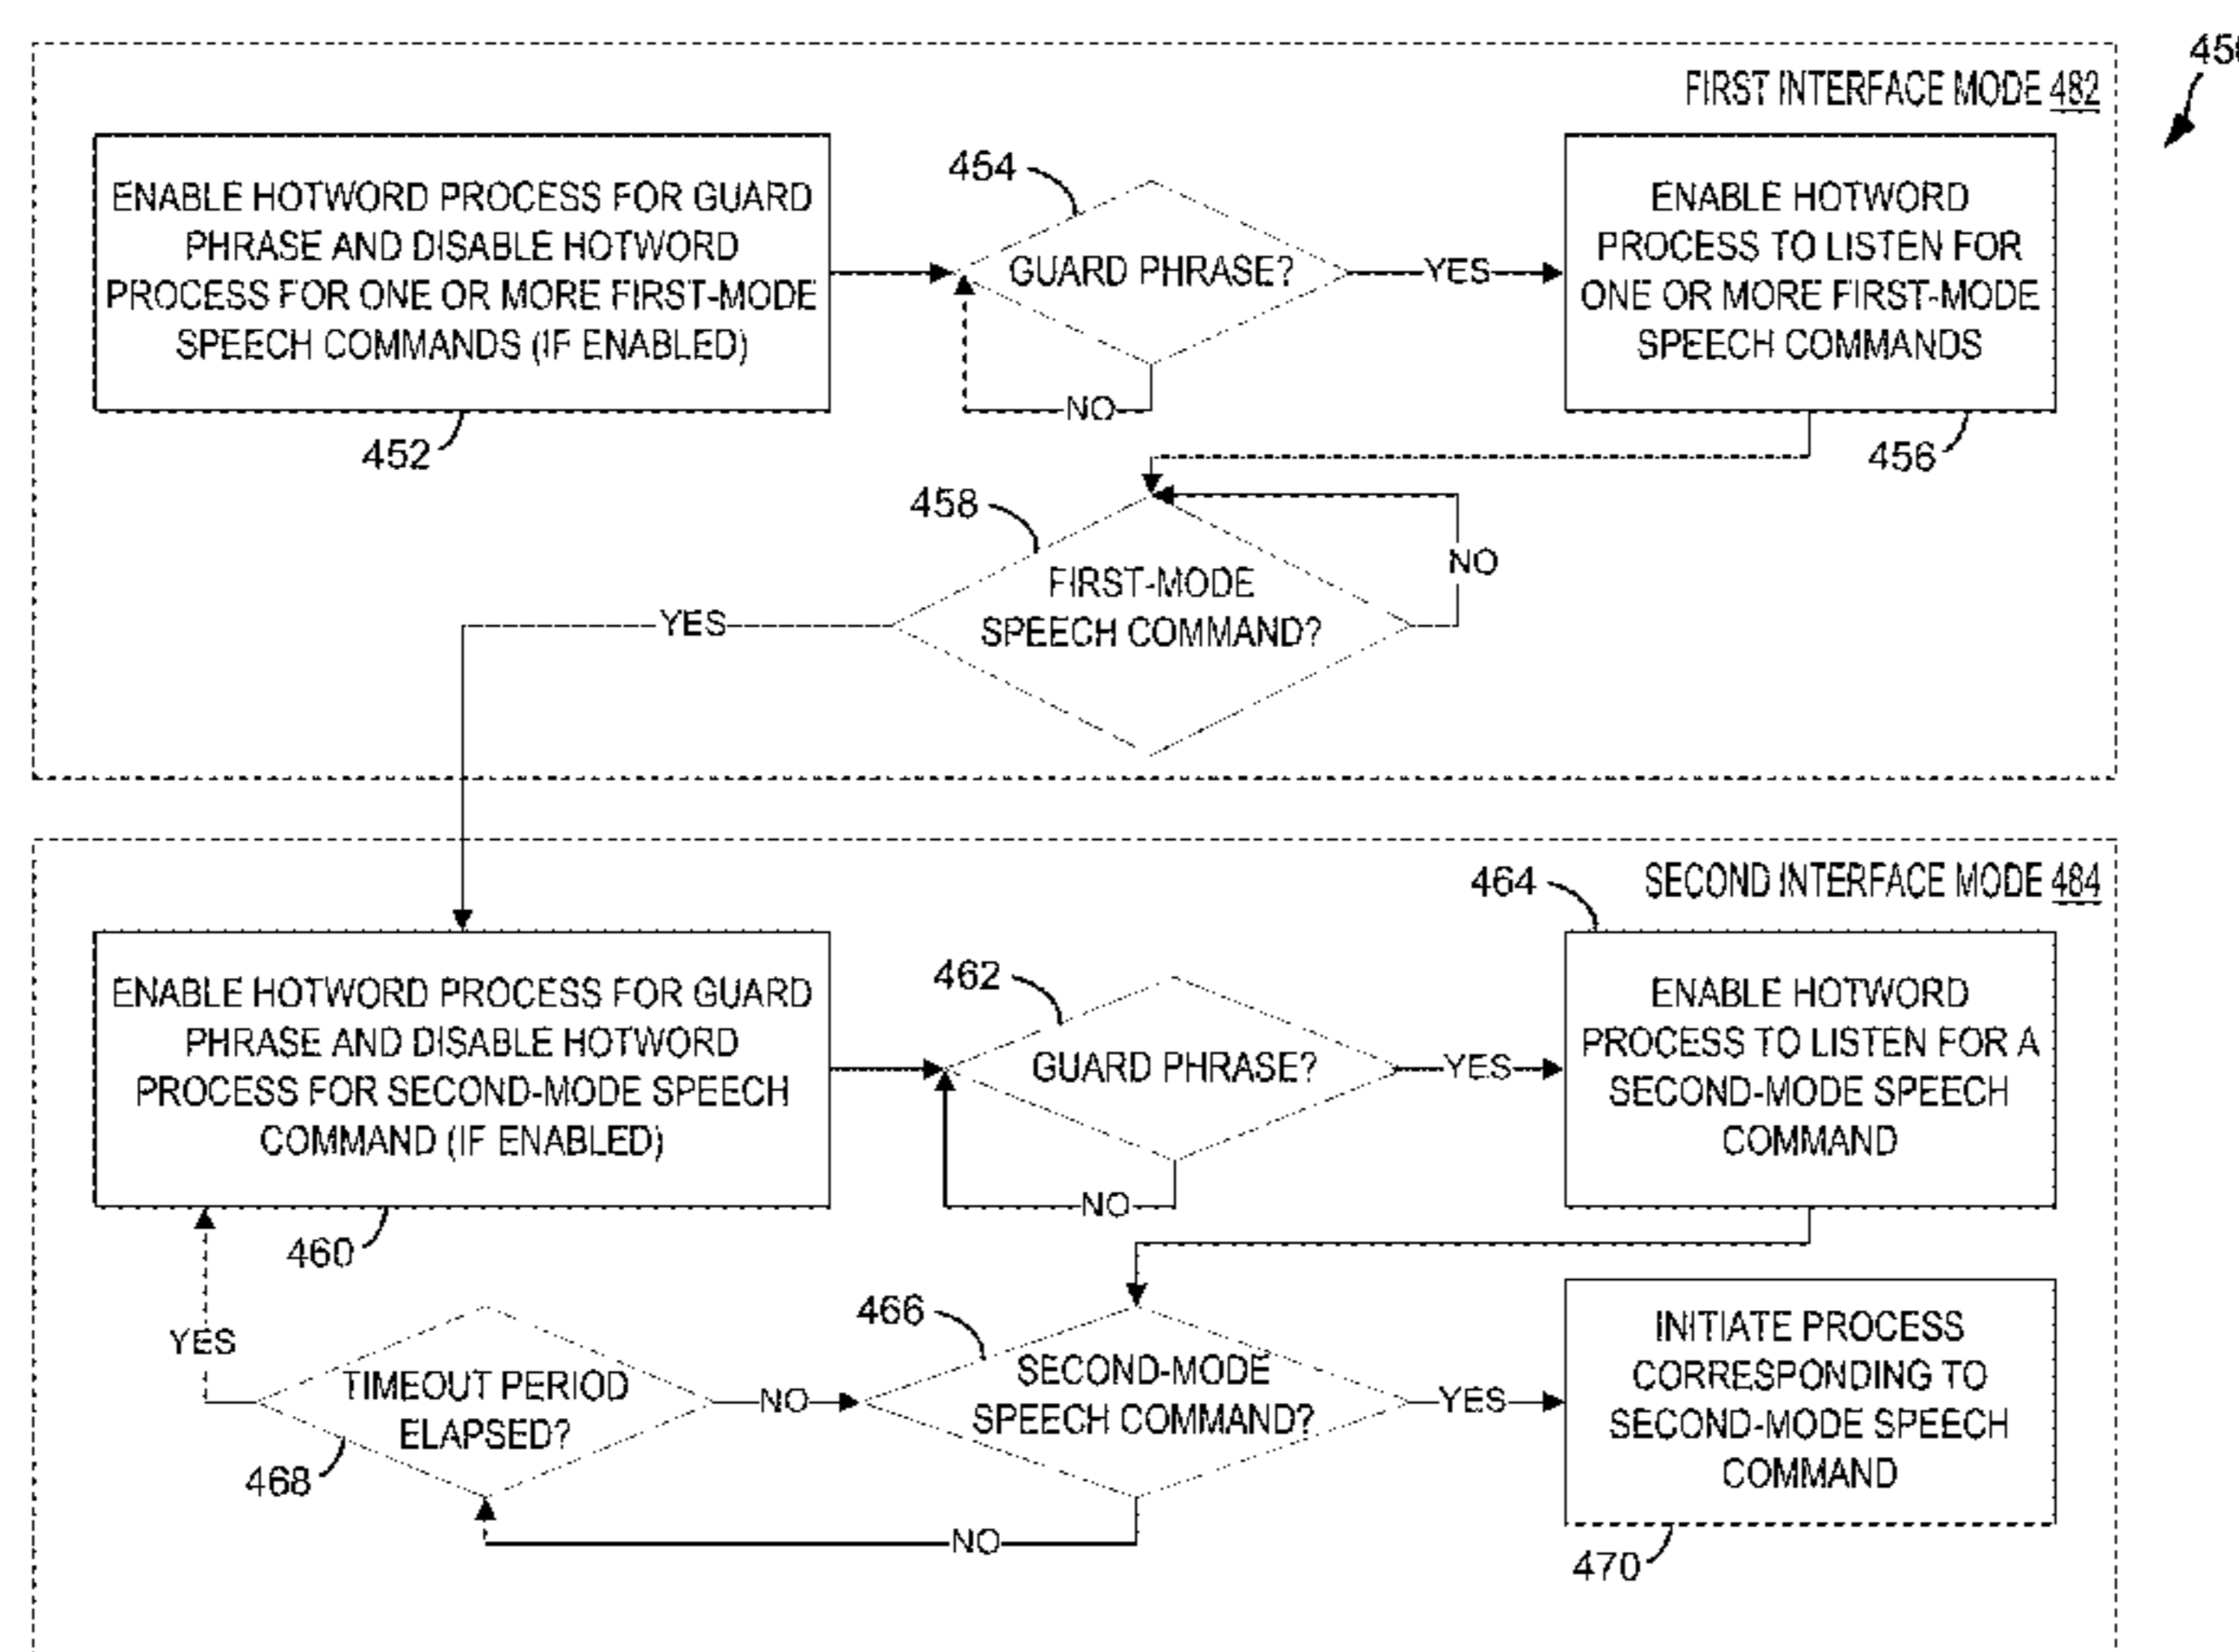 45
FIRST INTERFACE MODE 482
ENABLE HOTWORD PROCESS FOR GUARD
PHRASE AND DISABLE HOTWORD
PROCESS FOR ONE OR MORE FIRST-MODE
SPEECH COMMANDS (IF ENABLED)
452
454
GUARD PHRASE?
YES
NO
ENABLE HOTWORD
PROCESS TO LISTEN FOR
ONE OR MORE FIRST-MODE
SPEECH COMMANDS
456
458
FIRST-MODE
SPEECH COMMAND?
NO
YES
SECOND INTERFACE MODE 484
ENABLE HOTWORD PROCESS FOR GUARD
PHRASE AND DISABLE HOTWORD
PROCESS FOR SECOND-MODE SPEECH
COMMAND (IF ENABLED)
460
462
GUARD PHRASE?
YES
NO
464
ENABLE HOTWORD
PROCESS TO LISTEN FOR A
SECOND-MODE SPEECH
COMMAND
466
SECOND-MODE
SPEECH COMMAND?
YES
NO
468
TIMEOUT PERIOD
ELAPSED?
YES
NO
INITIATE PROCESS
CORRESPONDING TO
SECOND-MODE SPEECH
COMMAND
470